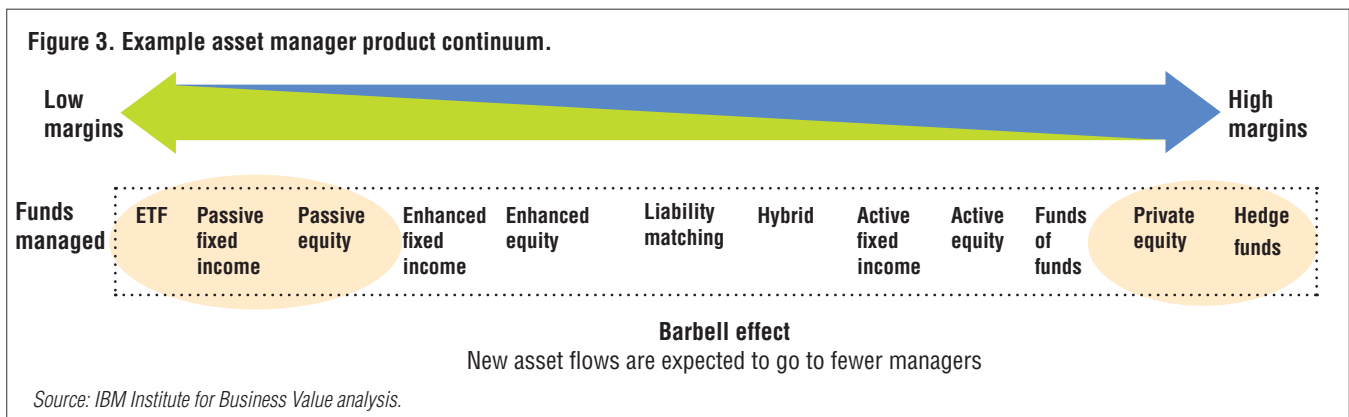 Figure 3. Example asset manager product continuum.
Low
margins
High
margins
Funds
managed
ETF
Passive
fixed
income
Passive
equity
Enhanced
fixed
income
Enhanced
equity
Liability
matching
Hybrid
Active
fixed
income
Active
equity
Funds
of
funds
Private
equity
Hedge
funds
Barbell effect
New asset flows are expected to go to fewer managers
Source: IBM Institute for Business Value analysis.